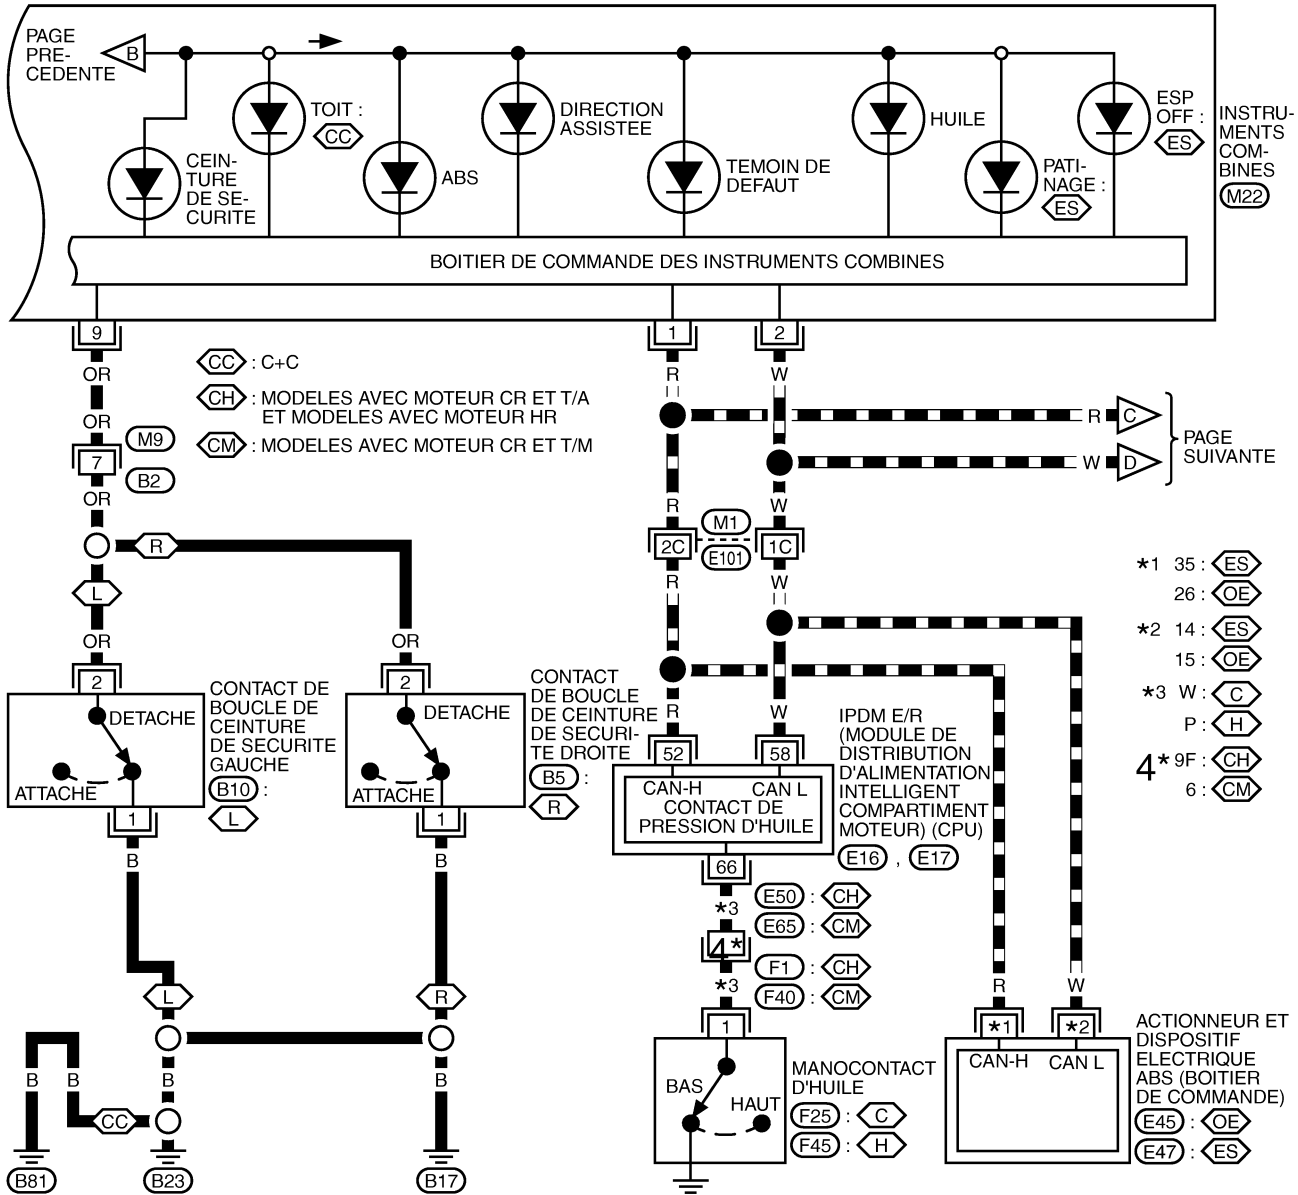 PAGE
PRE-
CEDENTE
B
CEIN-
TURE
DE SE-
CURITE
TOIT :
CC
ABS
DIRECTION
ASSISTEE
TEMOIN DE
DEFAUT
HUILE
PATI-
NAGE :
ES
ESP
OFF :
ES
INSTRU-
MENTS
COM-
BINES
M22
BOITIER DE COMMANDE DES INSTRUMENTS COMBINES
9
1
2
OR
R
W
CC : C+C
CH : MODELES AVEC MOTEUR CR ET T/A
ET MODELES AVEC MOTEUR HR
CM : MODELES AVEC MOTEUR CR ET T/M
OR
M9
7
B2
OR
R C
W D
PAGE
SUIVANTE
R
W
2C
M1
E101
1C
R
W
R
L
OR
OR
2
2
DETACHE
ATTACHE
1
CONTACT DE
BOUCLE DE
CEINTURE
DE SECURITE
GAUCHE
B10 :
L
DETACHE
ATTACHE
1
CONTACT
DE BOUCLE
DE CEINTURE
DE SECURI-
TE DROITE
B5 :
R
*1 35 : ES
26 : OE
*2 14 : ES
15 : OE
*3 W : C
P : H
4* 9F : CH
6 : CM
R
W
52
58
CAN-H
CAN L
CONTACT DE
PRESSION D'HUILE
66
IPDM E/R
(MODULE DE
DISTRIBUTION
D'ALIMENTATION
INTELLIGENT
COMPARTIMENT
MOTEUR) (CPU)
E16 , E17
B
B
*3
E50 : CH
E65 : CM
4*
F1 : CH
F40 : CM
*3
1
L
R
R
W
*1
*2
CAN-H
CAN L
ACTIONNEUR ET
DISPOSITIF
ELECTRIQUE
ABS (BOITIER
DE COMMANDE)
E45 : OE
E47 : ES
BAS
HAUT
MANOCONTACT
D'HUILE
F25 : C
F45 : H
B
B
B
B
CC
B81
B23
B17